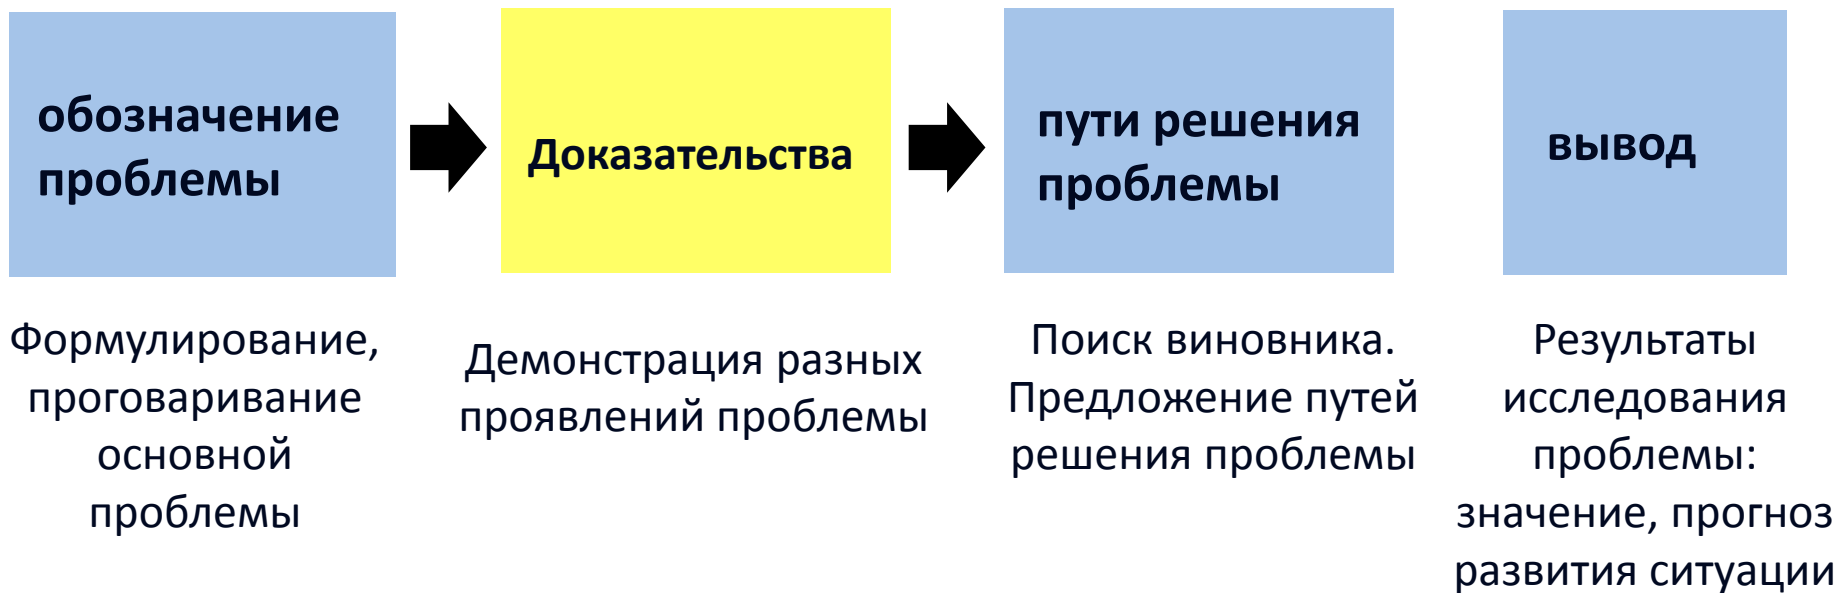 обозначение
проблемы
Доказательства
пути решения
проблемы
вывод
Формулирование,
проговаривание
основной
проблемы
Демонстрация разных
проявлений проблемы
Поиск виновника.
Предложение путей
решения проблемы
Результаты
исследования
проблемы:
значение, прогноз
развития ситуации